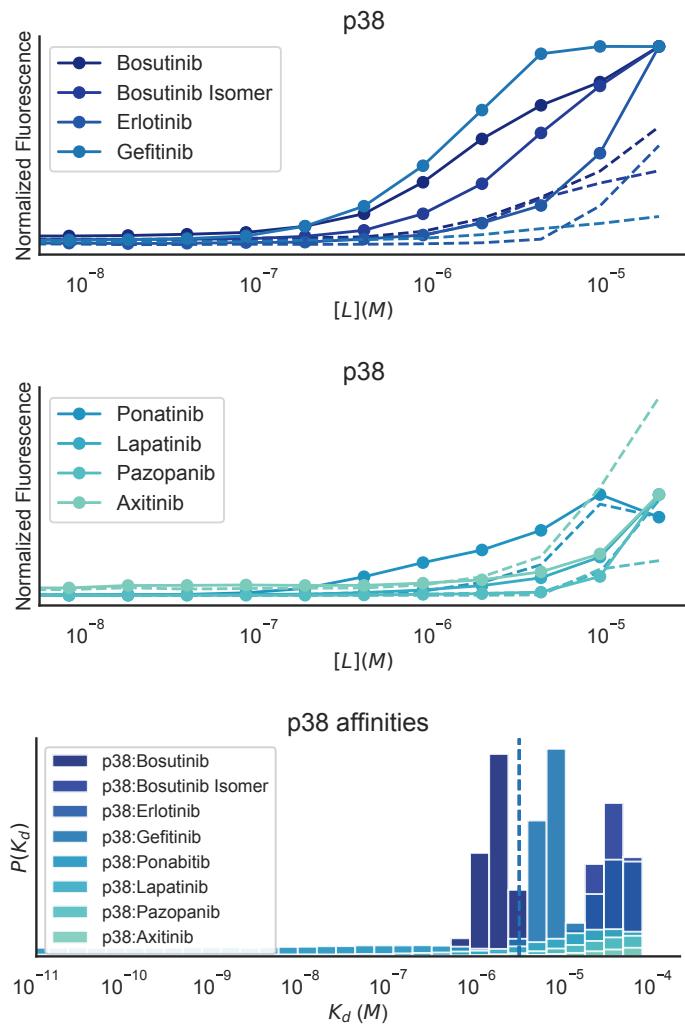 p38
Normalized Fluorescence
Bosutinib
Bosutinib Isomer
Erlotinib
Gefitinib
10⁻⁸ 10⁻⁷ 10⁻⁶ 10⁻⁵
[L](M)
p38
Normalized Fluorescence
Ponatinib
Lapatinib
Pazopanib
Axitinib
10⁻⁸ 10⁻⁷ 10⁻⁶ 10⁻⁵
[L](M)
p38 affinities
P(K_d)
p38:Bosutinib
p38:Bosutinib Isomer
p38:Erlotinib
p38:Gefitinib
p38:Ponabitib
p38:Lapatinib
p38:Pazopanib
p38:Axitinib
10⁻¹¹ 10⁻¹⁰ 10⁻⁹ 10⁻⁸ 10⁻⁷ 10⁻⁶ 10⁻⁵ 10⁻⁴
K_d (M)